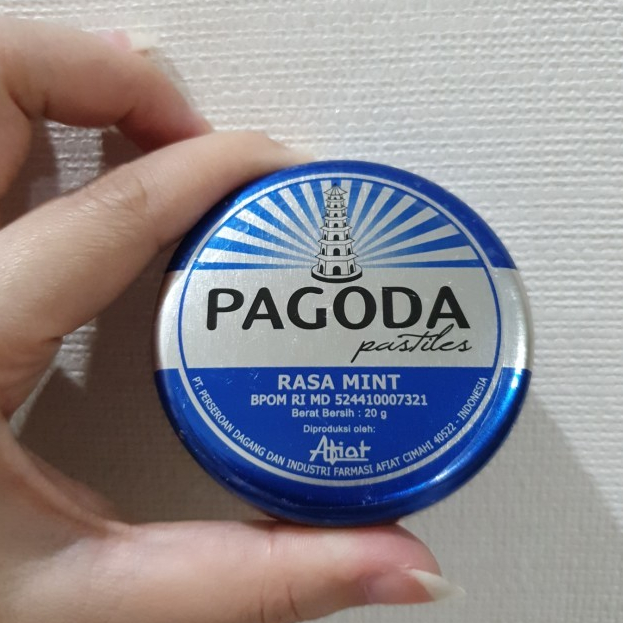 PAGODA
pastiles
RASA MINT
BPOM RI MD 524410007321
Berat Bersih : 20 g
Diproduksi oleh:
Afiat
PT. PERSEROAN DAGANG DAN INDUSTRI FARMASI AFIAT CIMAHI 40522 - INDONESIA